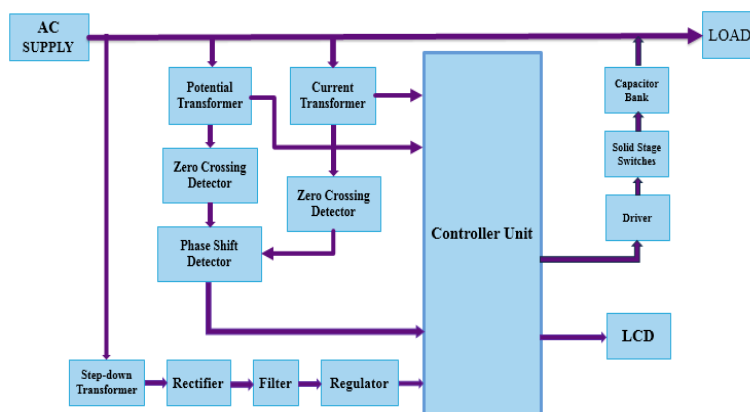 AC
SUPPLY
LOAD
Potential
Transformer
Current
Transformer
Capacitor
Bank
Solid Stage
Switches
Zero Crossing
Detector
Zero Crossing
Detector
Driver
Phase Shift
Detector
Controller Unit
LCD
Step-down
Transformer
Rectifier
Filter
Regulator